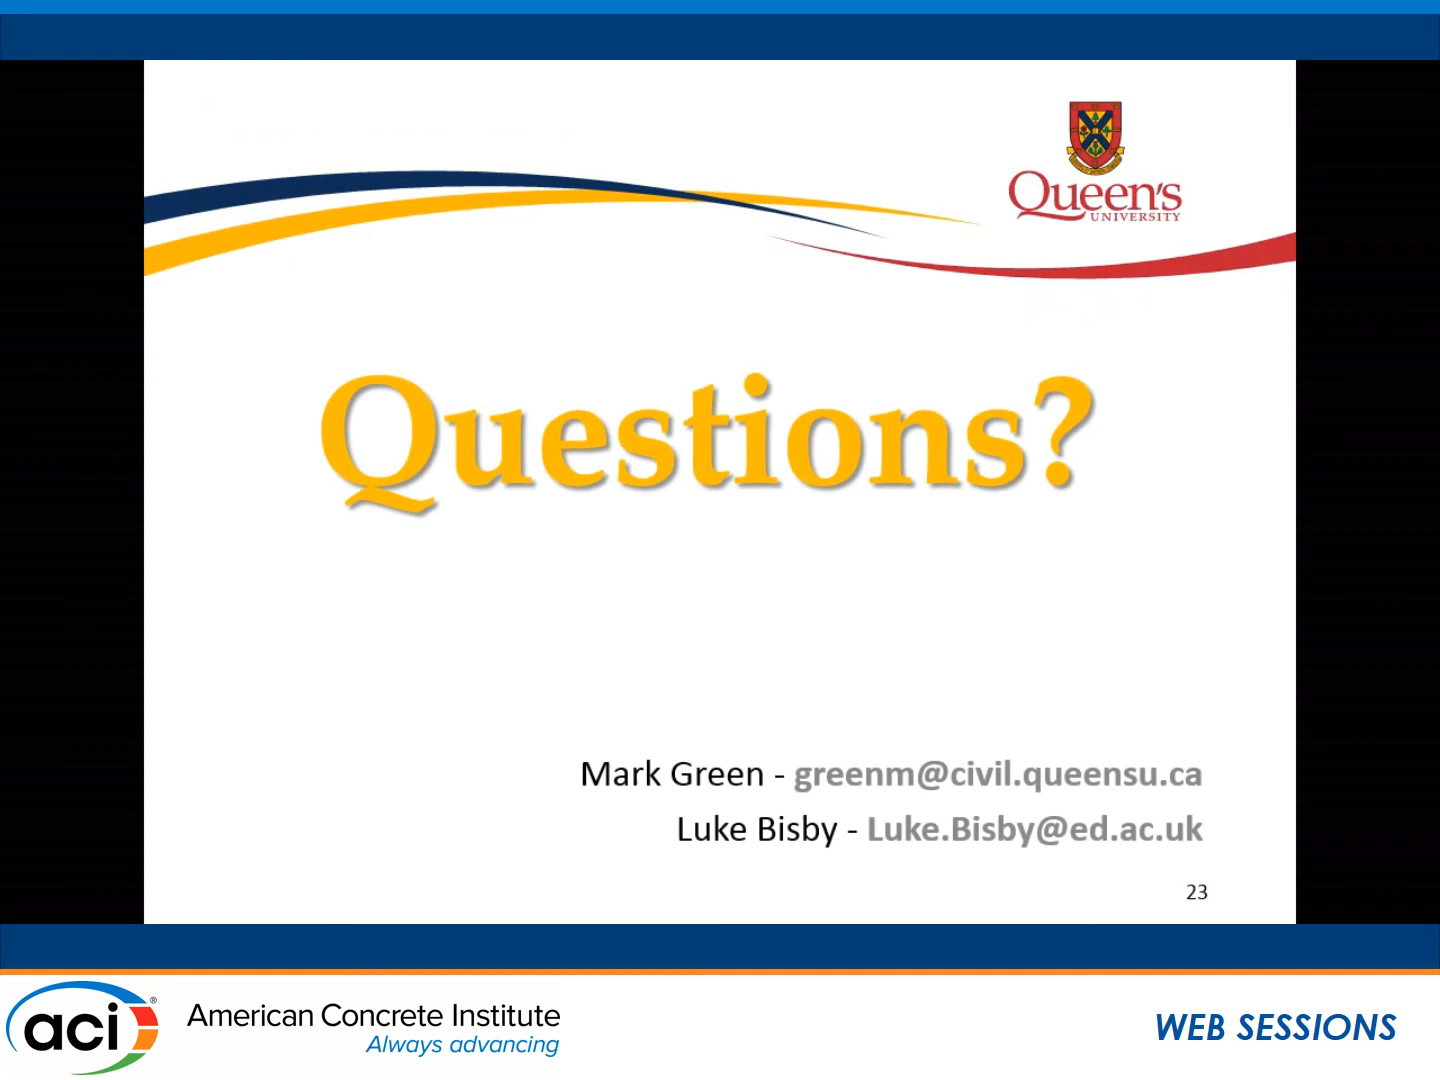 Queen's
UNIVERSITY
Questions?
Mark Green - greenm@civil.queensu.ca
Luke Bisby - Luke.Bisby@ed.ac.uk
23
aci®
American Concrete Institute
Always advancing
WEB SESSIONS